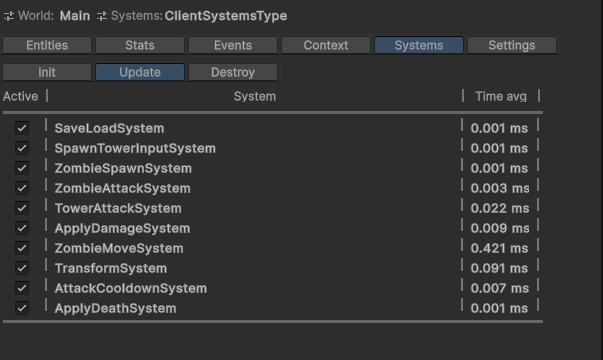 World: Main Systems: ClientSystemsType
Entities Stats Events Context Systems Settings
Init Update Destroy
Active | System | Time avg |
SaveLoadSystem | 0.001 ms |
SpawnTowerInputSystem | 0.001 ms |
ZombieSpawnSystem | 0.001 ms |
ZombieAttackSystem | 0.003 ms |
TowerAttackSystem | 0.022 ms |
ApplyDamageSystem | 0.009 ms |
ZombieMoveSystem | 0.421 ms |
TransformSystem | 0.091 ms |
AttackCooldownSystem | 0.007 ms |
ApplyDeathSystem | 0.001 ms |